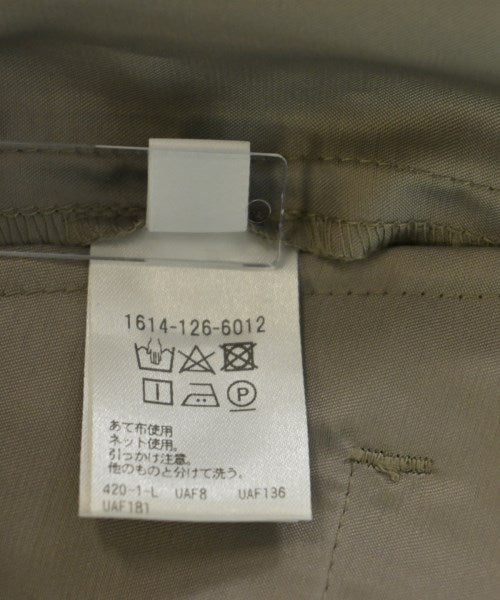 1614-126-6012
P
あて布使用
ネット使用。
引っかけ注意。
他のものと分けて洗う。
420-1-L UAF8 UAF136
UAF181